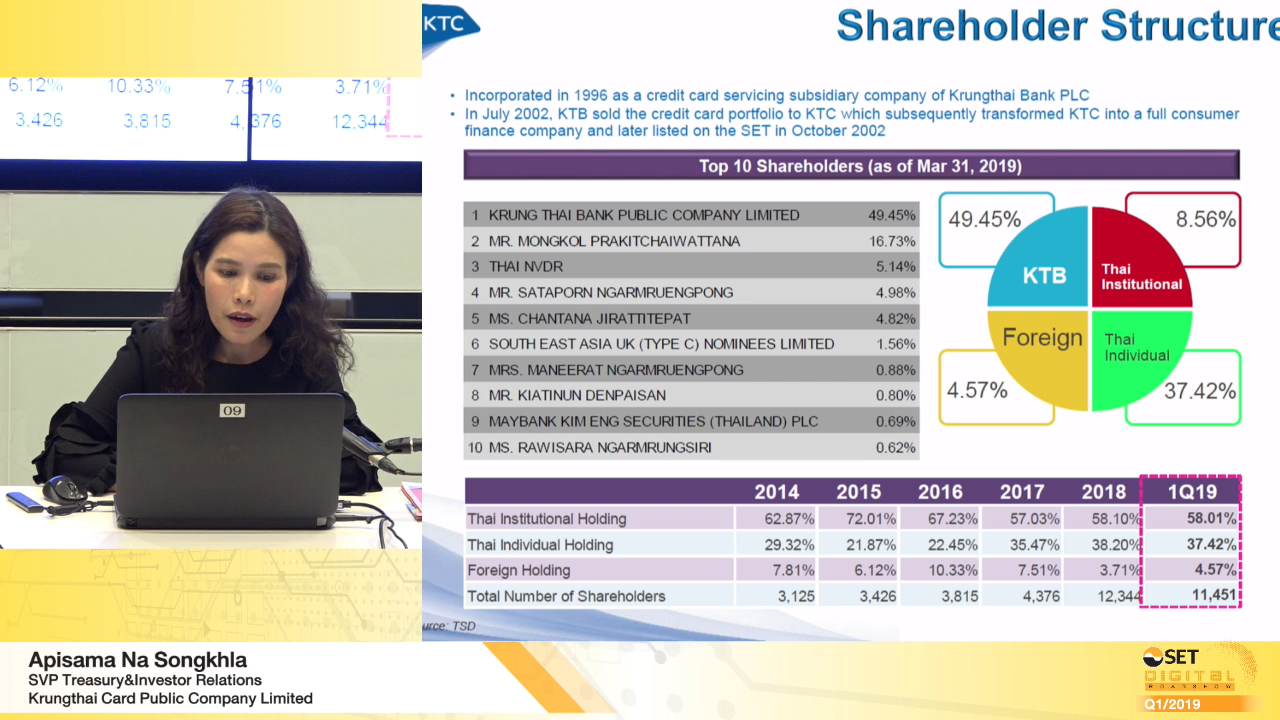 6.12% 10.33% 7.51% 3.71%
3,426 3,815 4,376 12,344
09
KTC
Shareholder Structure
• Incorporated in 1996 as a credit card servicing subsidiary company of Krungthai Bank PLC
• In July 2002, KTB sold the credit card portfolio to KTC which subsequently transformed KTC into a full consumer
finance company and later listed on the SET in October 2002
Top 10 Shareholders (as of Mar 31, 2019)
1 KRUNG THAI BANK PUBLIC COMPANY LIMITED 49.45%
2 MR. MONGKOL PRAKITCHAIWATTANA 16.73%
3 THAI NVDR 5.14%
4 MR. SATAPORN NGARMRUENGPONG 4.98%
5 MS. CHANTANA JIRATTITEPAT 4.82%
6 SOUTH EAST ASIA UK (TYPE C) NOMINEES LIMITED 1.56%
7 MRS. MANEERAT NGARMRUENGPONG 0.88%
8 MR. KIATINUN DENPAISAN 0.80%
9 MAYBANK KIM ENG SECURITIES (THAILAND) PLC 0.69%
10 MS. RAWISARA NGARMRUNGSIRI 0.62%
49.45%
8.56%
KTB
Thai
Institutional
Foreign
Thai
Individual
4.57%
37.42%
2014 2015 2016 2017 2018 1Q19
Thai Institutional Holding 62.87% 72.01% 67.23% 57.03% 58.10% 58.01%
Thai Individual Holding 29.32% 21.87% 22.45% 35.47% 38.20% 37.42%
Foreign Holding 7.81% 6.12% 10.33% 7.51% 3.71% 4.57%
Total Number of Shareholders 3,125 3,426 3,815 4,376 12,344 11,451
urce: TSD
Apisama Na Songkhla
SVP Treasury&Investor Relations
Krungthai Card Public Company Limited
SET
DIGITAL
ROADSHOW
Q1/2019